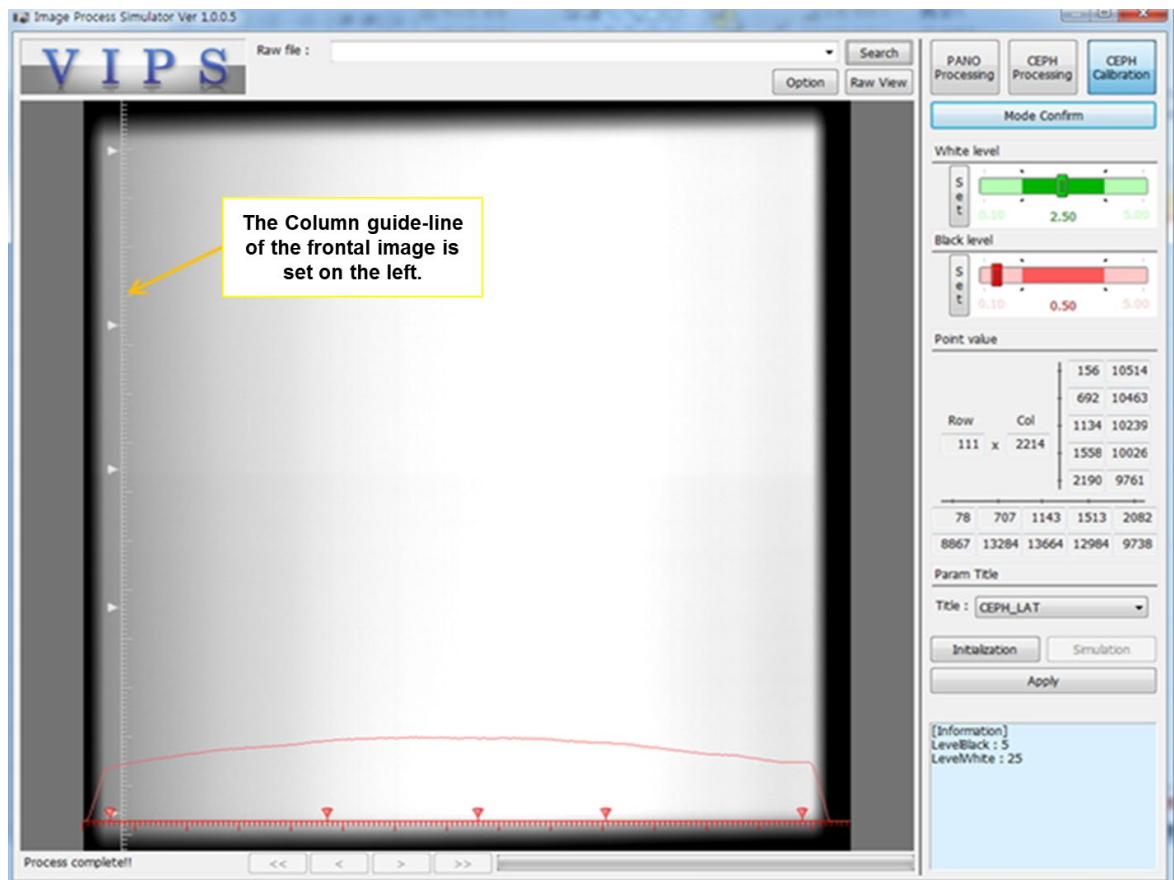 Image Process Simulator Ver 1.0.0.5
VIPS
Raw file :
Search
Option
Raw View
PANO
Processing
CEPH
Processing
CEPH
Calibration
Mode Confirm
White level
Set
0.10
2.50
5.00
Black level
Set
0.10
0.50
5.00
The Column guide-line
of the frontal image is
set on the left.
Point value
156 10514
692 10463
1134 10239
1558 10026
2190 9761
Row Col
111 x 2214
78 707 1143 1513 2082
8867 13284 13664 12984 9738
Param Title
Title : CEPH_LAT
Initialization
Simulation
Apply
[Information]
LevelBlack : 5
LevelWhite : 25
Process complete!!
<< < > >>